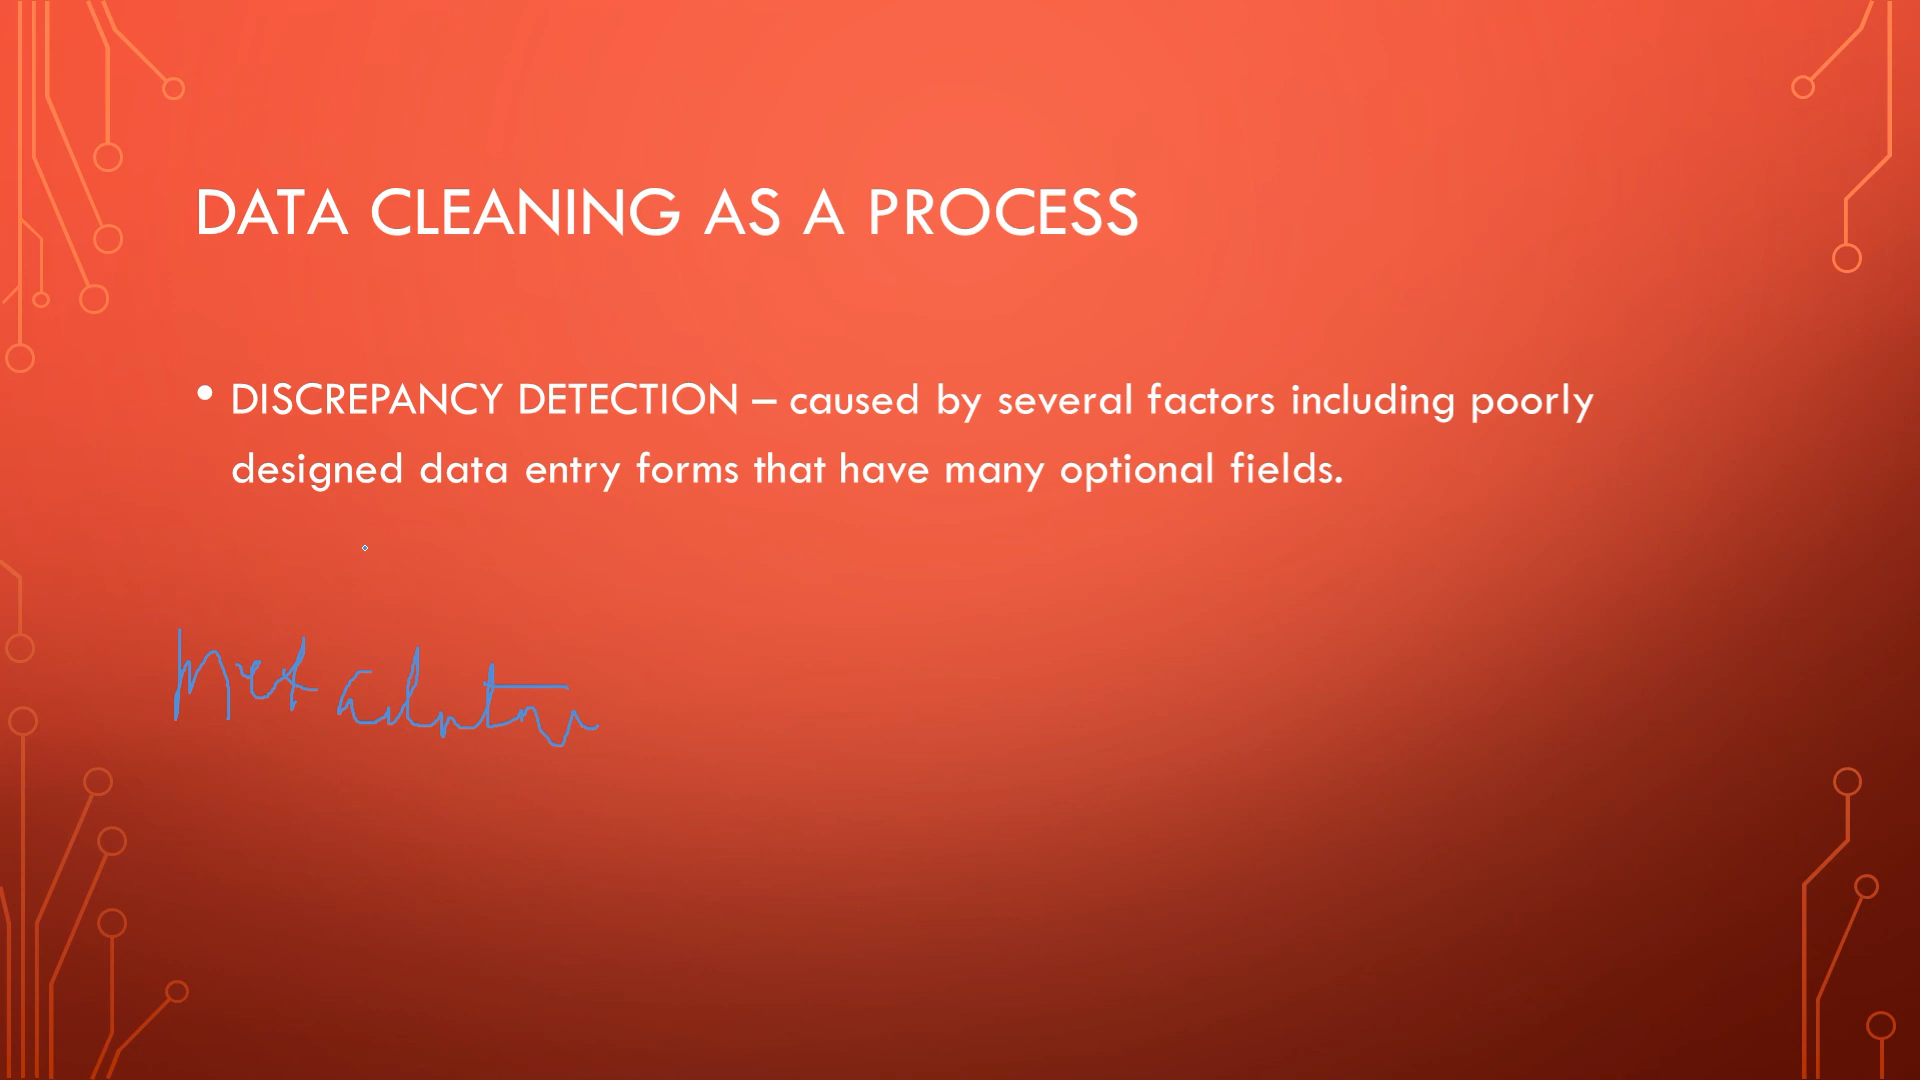 DATA CLEANING AS A PROCESS
• DISCREPANCY DETECTION – caused by several factors including poorly
designed data entry forms that have many optional fields.